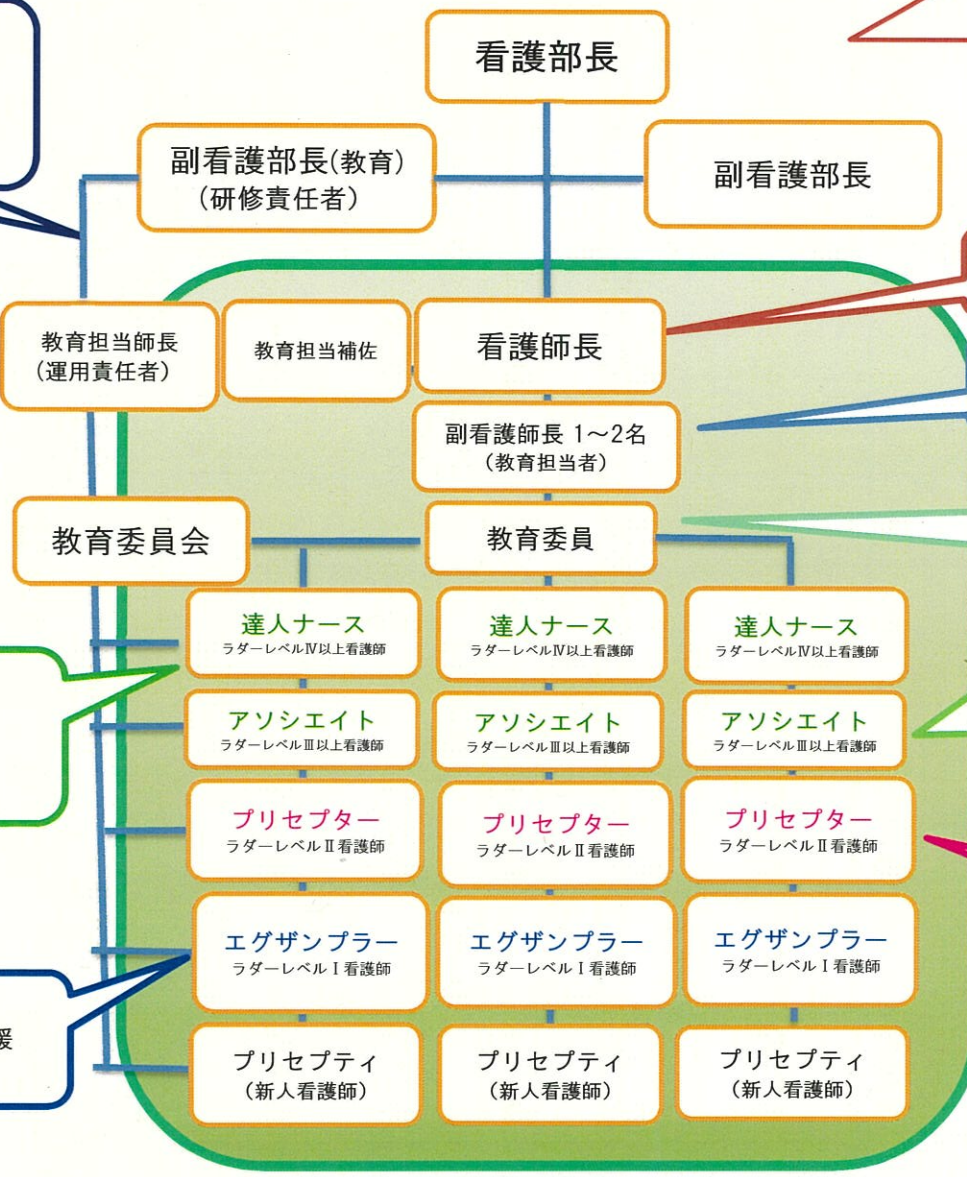 看護部長
副看護部長(教育)
(研修責任者)
副看護部長
教育担当師長
(運用責任者)
教育担当補佐
看護師長
副看護師長 1～2名
(教育担当者)
教育委員会
教育委員
達人ナース
ラダーレベルⅣ以上看護師
達人ナース
ラダーレベルⅣ以上看護師
達人ナース
ラダーレベルⅣ以上看護師
アソシエイト
ラダーレベルⅢ以上看護師
アソシエイト
ラダーレベルⅢ以上看護師
アソシエイト
ラダーレベルⅢ以上看護師
プリセプター
ラダーレベルⅡ看護師
プリセプター
ラダーレベルⅡ看護師
プリセプター
ラダーレベルⅡ看護師
エグザンプラー
ラダーレベルⅠ看護師
エグザンプラー
ラダーレベルⅠ看護師
エグザンプラー
ラダーレベルⅠ看護師
援
プリセプティ
(新人看護師)
プリセプティ
(新人看護師)
プリセプティ
(新人看護師)